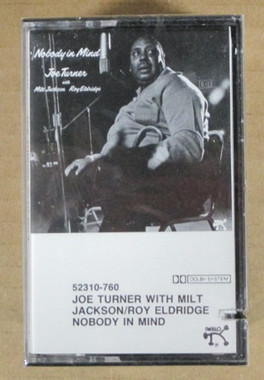 Nobody in Mind
Joe Turner
with
Milt Jackson Roy Eldridge
DOLBY SYSTEM
52310-760
JOE TURNER WITH MILT
JACKSON/ROY ELDRIDGE
NOBODY IN MIND
PABLO